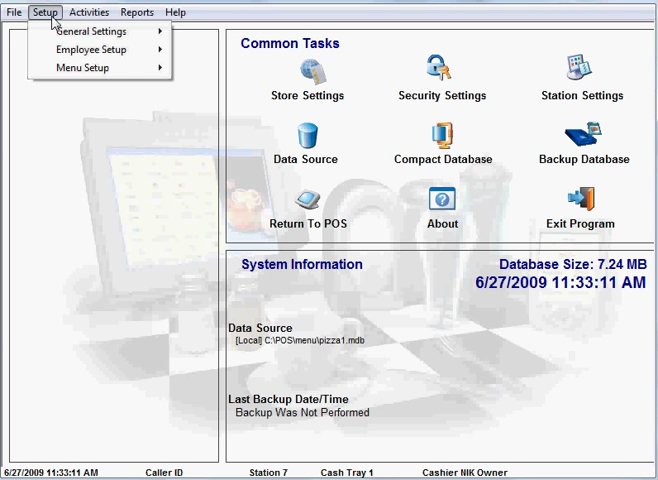 File Setup Activities Reports Help
General Settings
Employee Setup
Menu Setup
Common Tasks
Store Settings Security Settings Station Settings
Data Source Compact Database Backup Database
Return To POS About Exit Program
System Information Database Size: 7.24 MB
6/27/2009 11:33:11 AM
Data Source
[Local] C:\POS\menu\pizza1.mdb
Last Backup Date/Time
Backup Was Not Performed
6/27/2009 11:33:11 AM Caller ID Station 7 Cash Tray 1 Cashier NIK Owner